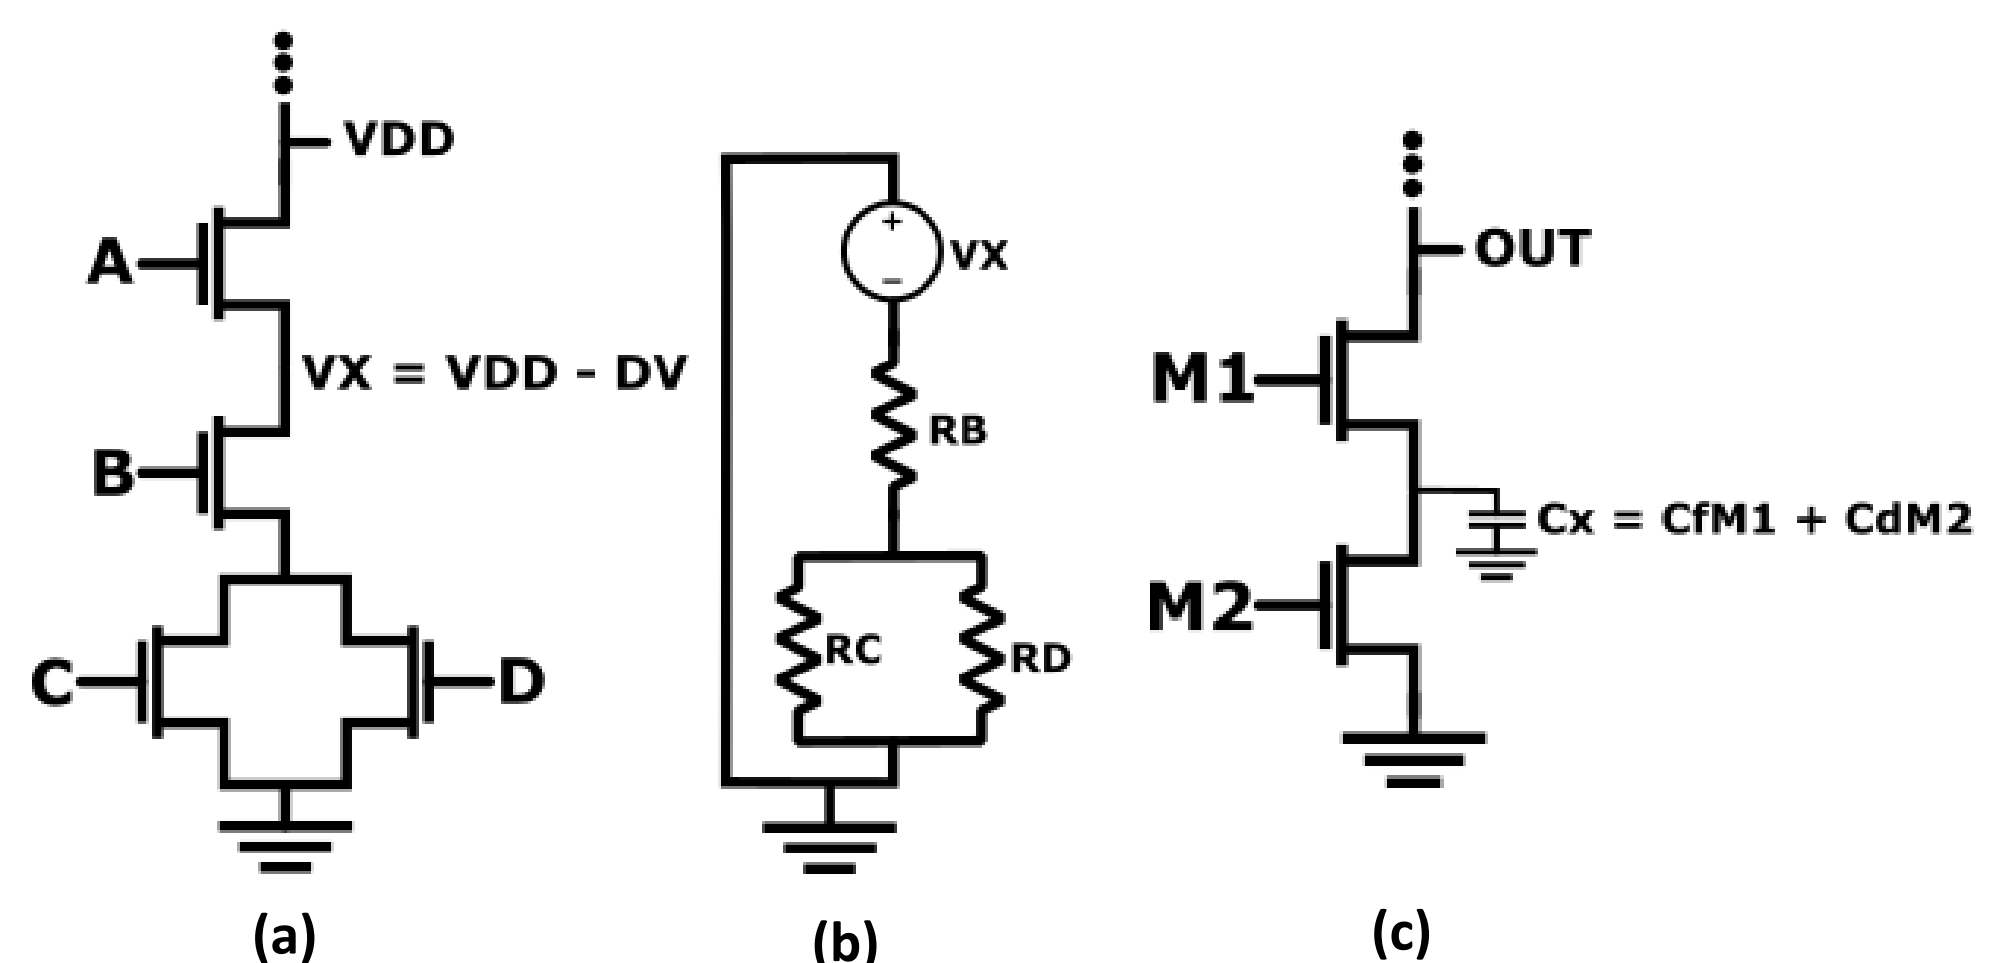 VDD
A
VX = VDD - DV
B
C
D
(a)
+
VX
−
RB
RC
RD
(b)
OUT
M1
Cx = CfM1 + CdM2
M2
(c)